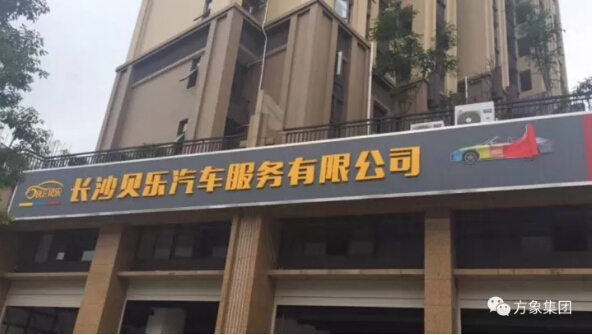 长沙贝乐汽车服务有限公司
方象集团